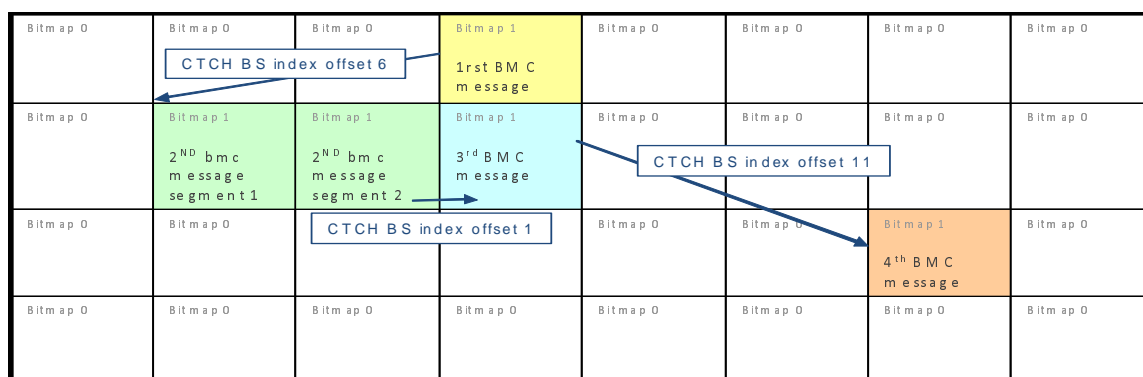 Bitmap 0 Bitmap 0 Bitmap 0 Bitmap 1 Bitmap 0 Bitmap 0 Bitmap 0 Bitmap 0
CTCH BS index offset 6
1rst BMC
message
Bitmap 0 Bitmap 1 Bitmap 1 Bitmap 1 Bitmap 0 Bitmap 0 Bitmap 0 Bitmap 0
2ND bmc
message
segment 1
2ND bmc
message
segment 2
3rd BMC
message
CTCH BS index offset 11
CTCH BS index offset 1
Bitmap 0 Bitmap 0 Bitmap 0 Bitmap 0 Bitmap 0 Bitmap 0 Bitmap 1 Bitmap 0
4th BMC
message
Bitmap 0 Bitmap 0 Bitmap 0 Bitmap 0 Bitmap 0 Bitmap 0 Bitmap 0 Bitmap 0